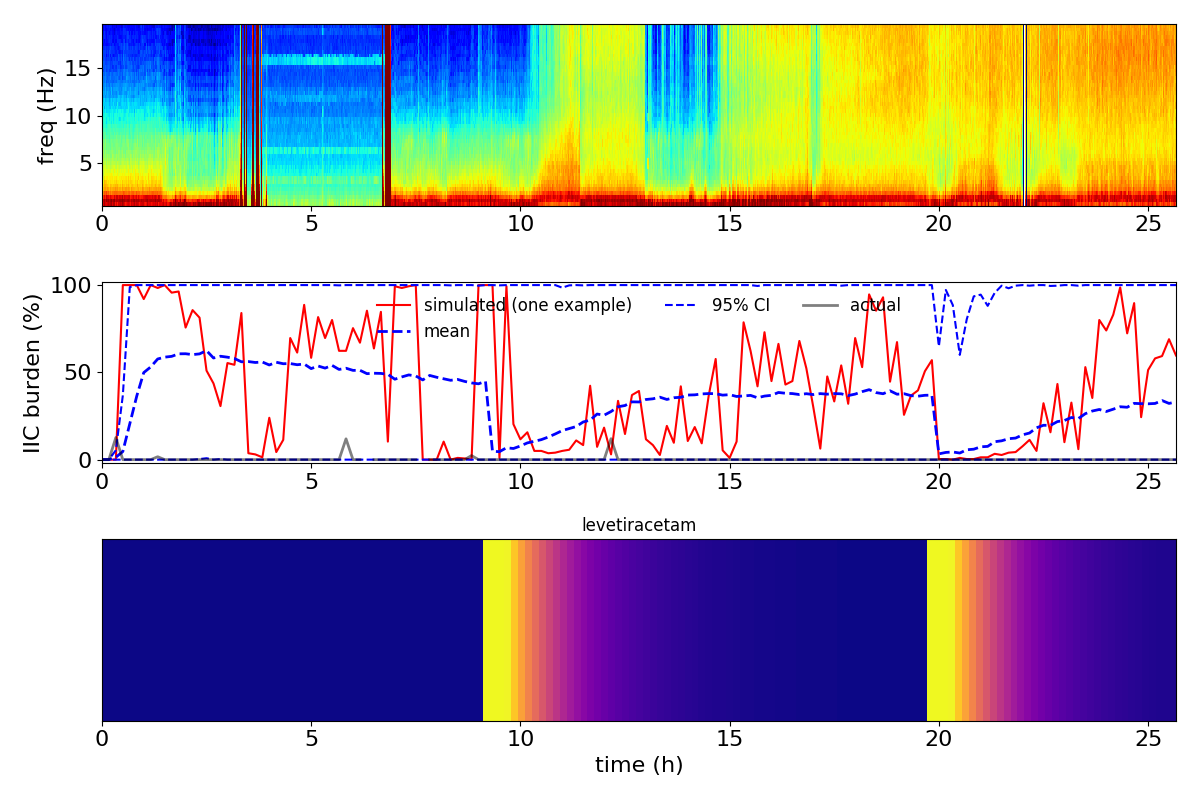 freq (Hz)
15
10
5
0 5 10 15 20 25
IIC burden (%)
100
50
0
simulated (one example) 95% CI actual
mean
0 5 10 15 20 25
levetiracetam
0 5 10 15 20 25
time (h)